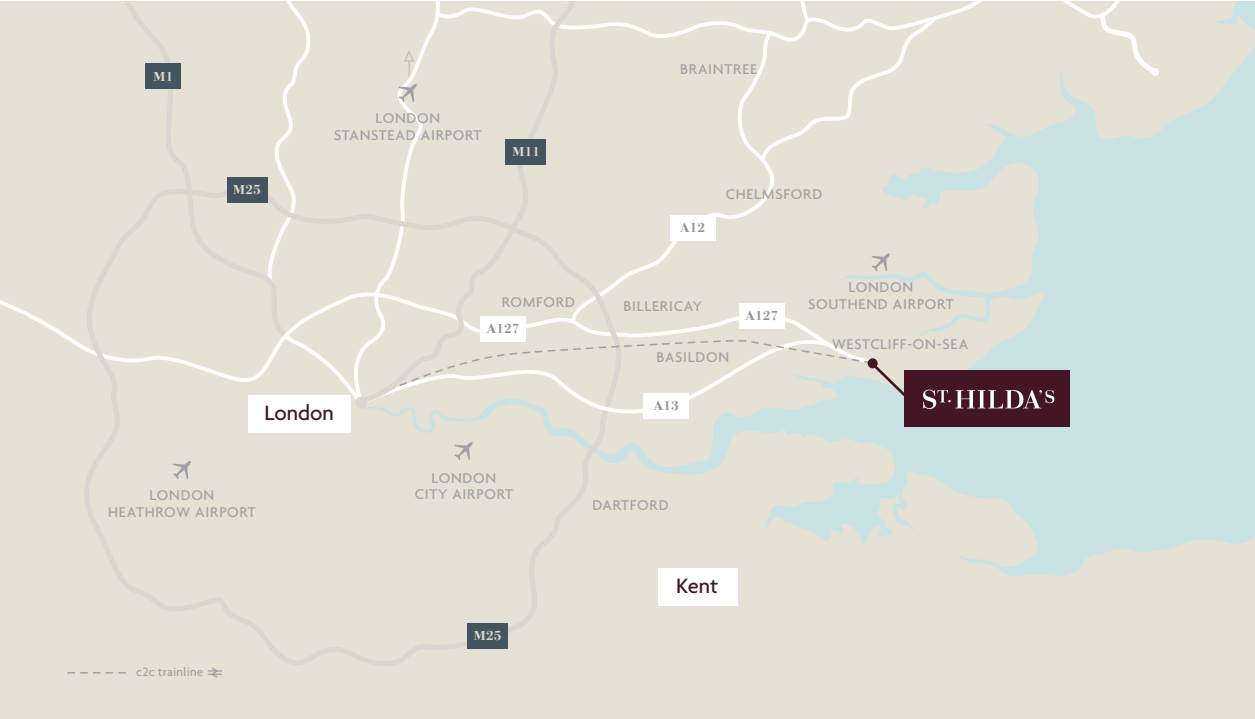 BRAINTREE
M1
LONDON
STANSTEAD AIRPORT
M11
M25
CHELMSFORD
A12
LONDON
SOUTHEND AIRPORT
ROMFORD
BILLERICAY
A127
A127
WESTCLIFF-ON-SEA
BASILDON
ST. HILDA'S
A13
London
LONDON
CITY AIRPORT
LONDON
HEATHROW AIRPORT
DARTFORD
Kent
M25
c2c trainline